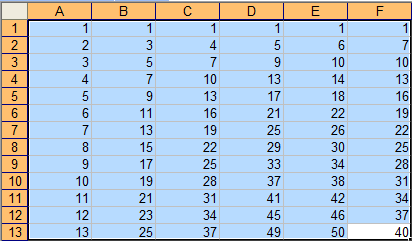 A B C D E F
1 1 1 1 1 1 1
2 2 3 4 5 6 7
3 3 5 7 9 10 10
4 4 7 10 13 14 13
5 5 9 13 17 18 16
6 6 11 16 21 22 19
7 7 13 19 25 26 22
8 8 15 22 29 30 25
9 9 17 25 33 34 28
10 10 19 28 37 38 31
11 11 21 31 41 42 34
12 12 23 34 45 46 37
13 13 25 37 49 50 40